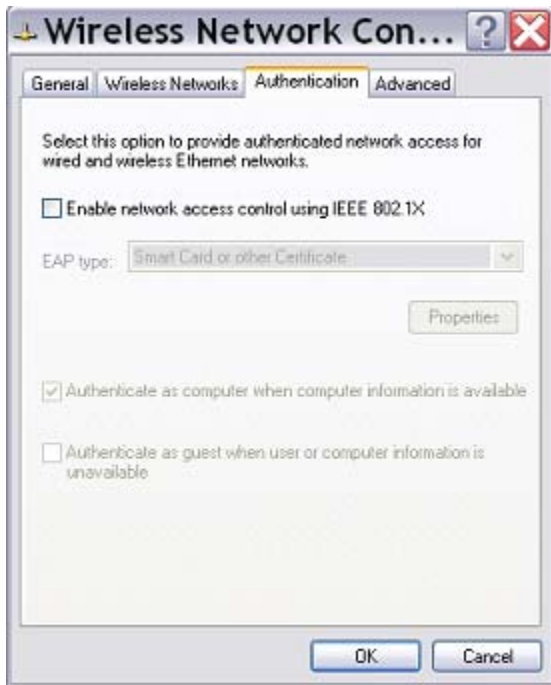 Wireless Network Con...
General Wireless Networks Authentication Advanced
Select this option to provide authenticated network access for
wired and wireless Ethernet networks.
Enable network access control using IEEE 802.1X
EAP type: Smart Card or other Certificate
Properties
Authenticate as computer when computer information is available
Authenticate as guest when user or computer information is
unavailable
OK Cancel